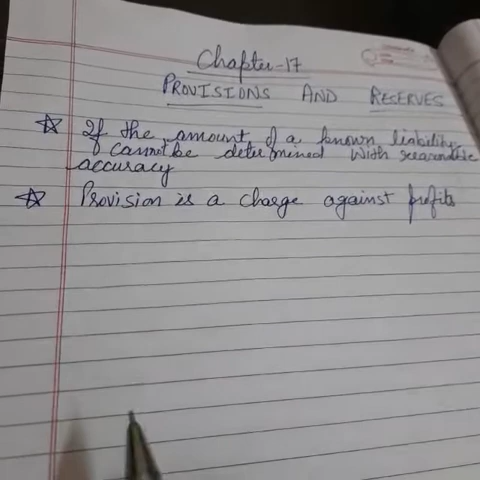 Chapter-17
PROVISIONS AND RESERVES
If the amount of a known liability
cannot be determined with reasonable
accuracy
Provision is a charge against profits